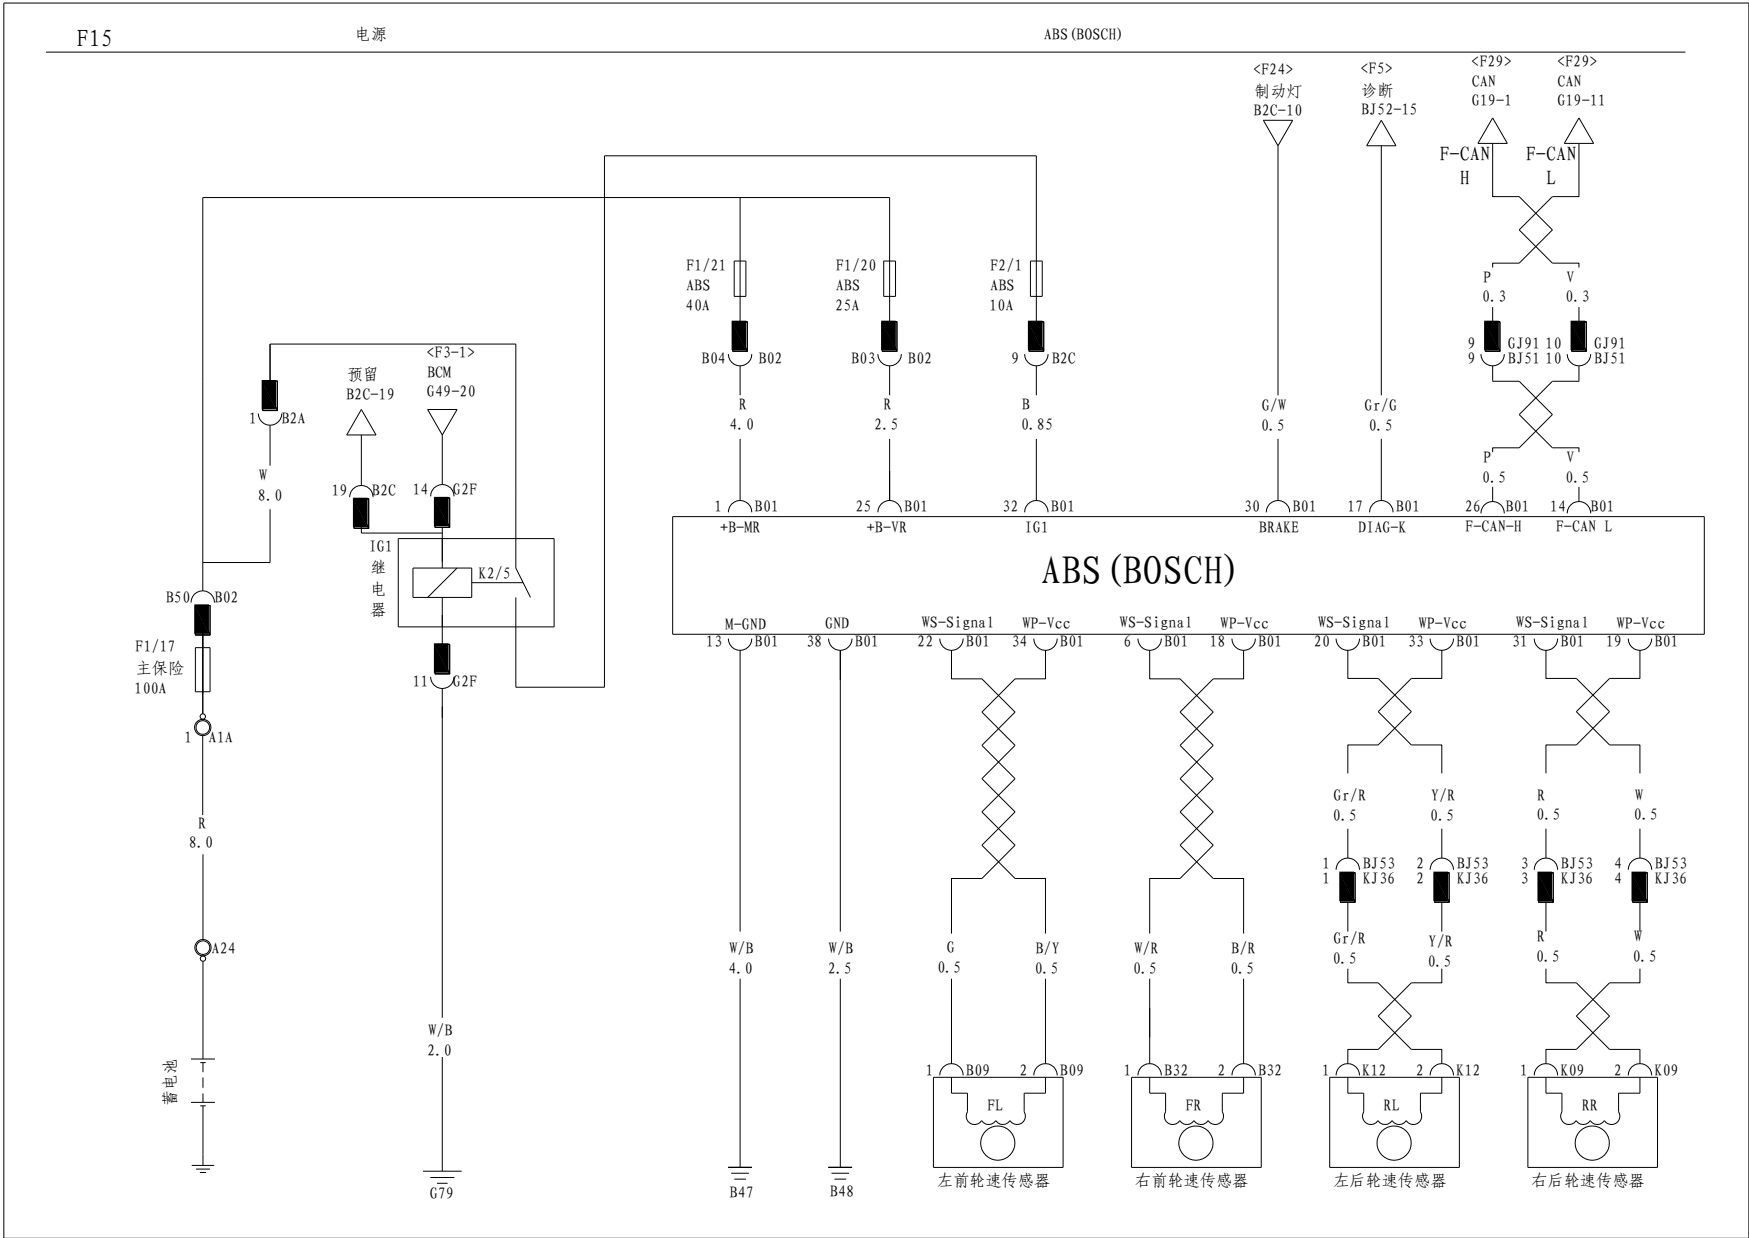 F15
电源
ABS(BOSCH)
<F24>
制动灯
B2C-10
<F5>
诊断
BJ52-15
<F29>
CAN
G19-1
<F29>
CAN
G19-11
F-CAN
H
F-CAN
L
P
0.3
V
0.3
9 GJ91
9 BJ51
10 GJ91
10 BJ51
P
0.5
V
0.5
F1/21
ABS
40A
F1/20
ABS
25A
F2/1
ABS
10A
B04 B02
B03 B02
9 B2C
R
4.0
R
2.5
B
0.85
G/W
0.5
Gr/G
0.5
<F3-1>
BCM
G49-20
预留
B2C-19
1 B2A
W
8.0
19 B2C
14 G2F
IG1
继
电
器
K2/5
11 G2F
B50 B02
F1/17
主保险
100A
1 A1A
R
8.0
A24
蓄电池
W/B
2.0
G79
1 B01
25 B01
32 B01
30 B01
17 B01
26 B01
14 B01
+B-MR
+B-VR
IG1
BRAKE
DIAG-K
F-CAN-H
F-CAN L
ABS(BOSCH)
M-GND
GND
WS-Signal
WP-Vcc
WS-Signal
WP-Vcc
WS-Signal
WP-Vcc
WS-Signal
WP-Vcc
13 B01
38 B01
22 B01
34 B01
6 B01
18 B01
20 B01
33 B01
31 B01
19 B01
Gr/R
0.5
Y/R
0.5
R
0.5
W
0.5
1 BJ53
1 KJ36
2 BJ53
2 KJ36
3 BJ53
3 KJ36
4 BJ53
4 KJ36
W/B
4.0
W/B
2.5
G
0.5
B/Y
0.5
W/R
0.5
B/R
0.5
Gr/R
0.5
Y/R
0.5
R
0.5
W
0.5
1 B09
2 B09
1 B32
2 B32
1 K12
2 K12
1 K09
2 K09
FL
FR
RL
RR
B47
B48
左前轮速传感器
右前轮速传感器
左后轮速传感器
右后轮速传感器